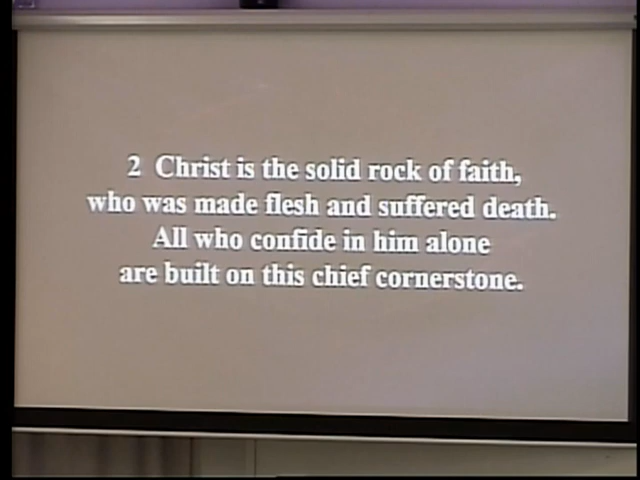 2 Christ is the solid rock of faith,
who was made flesh and suffered death.
All who confide in him alone
are built on this chief cornerstone.